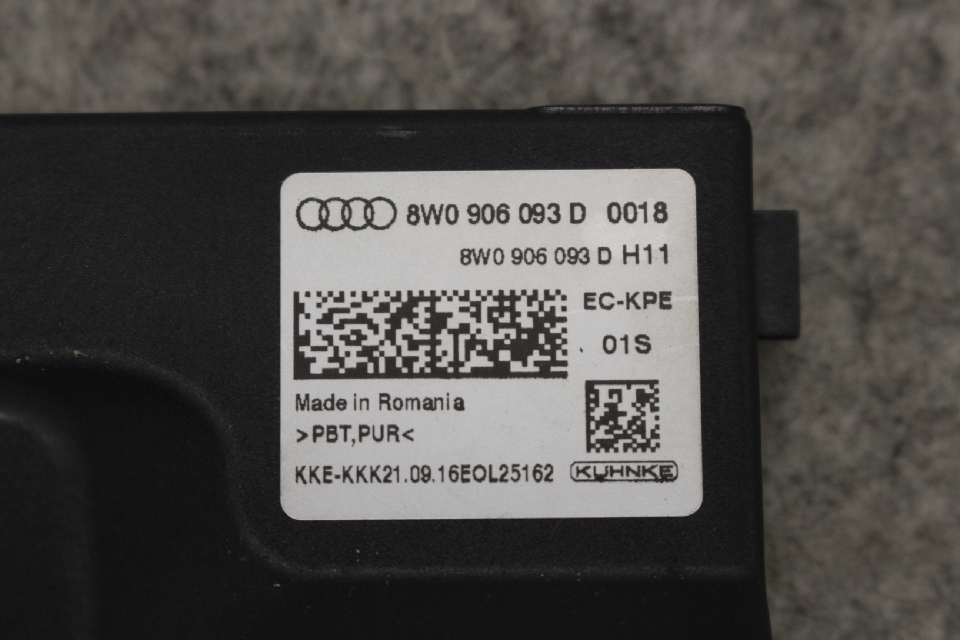 8W0 906 093 D 0018
8W0 906 093 D H11
EC-KPE
01S
Made in Romania
>PBT,PUR<
KKE-KKK21.09.16EOL25162
KUHNKE